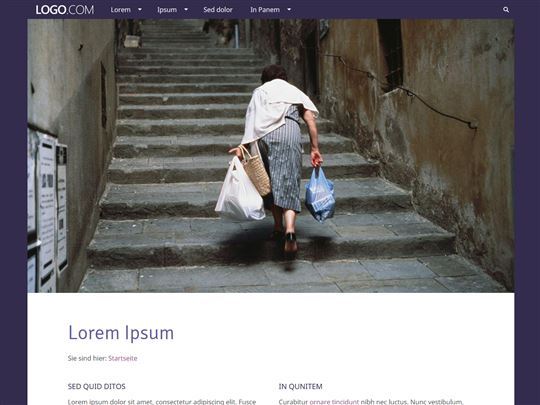 LOGO.COM Lorem Ipsum Sed dolor In Panem
Lorem Ipsum
Sie sind hier: Startseite
SED QUID DITOS
IN QUNITUM
Lorem ipsum dolor sit amet, consectetur adipiscing elit. Fusce
Curabitur ornare tincidunt nibh nec luctus. Nunc vestibulum,